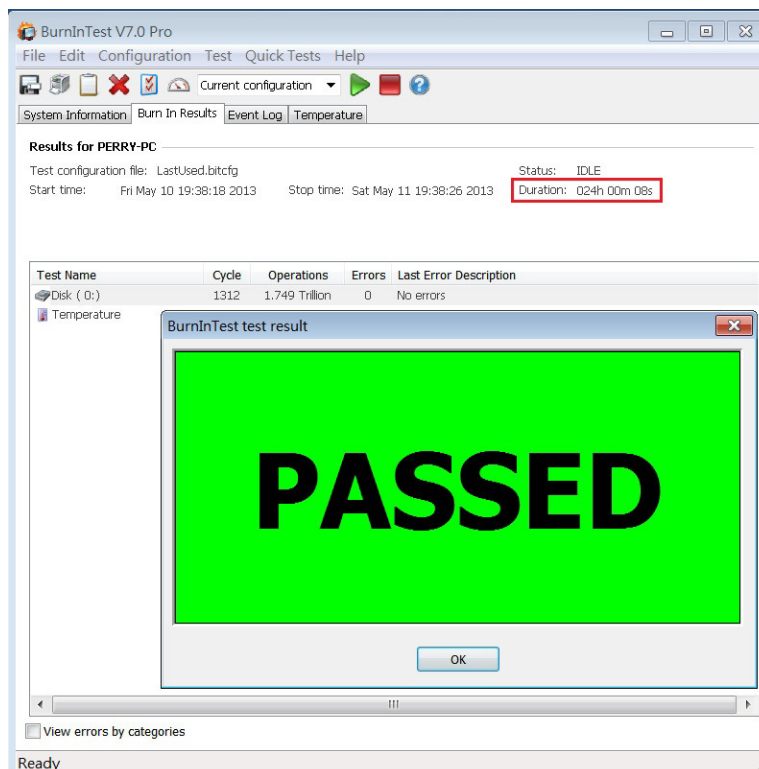 BurnInTest V7.0 Pro
File Edit Configuration Test Quick Tests Help
Current configuration
System Information Burn In Results Event Log Temperature
Results for PERRY-PC
Test configuration file: LastUsed.bitcfg Status: IDLE
Start time: Fri May 10 19:38:18 2013 Stop time: Sat May 11 19:38:26 2013 Duration: 024h 00m 08s
Test Name Cycle Operations Errors Last Error Description
Disk ( O:) 1312 1.749 Trillion 0 No errors
Temperature
BurnInTest test result
PASSED
OK
View errors by categories
Ready